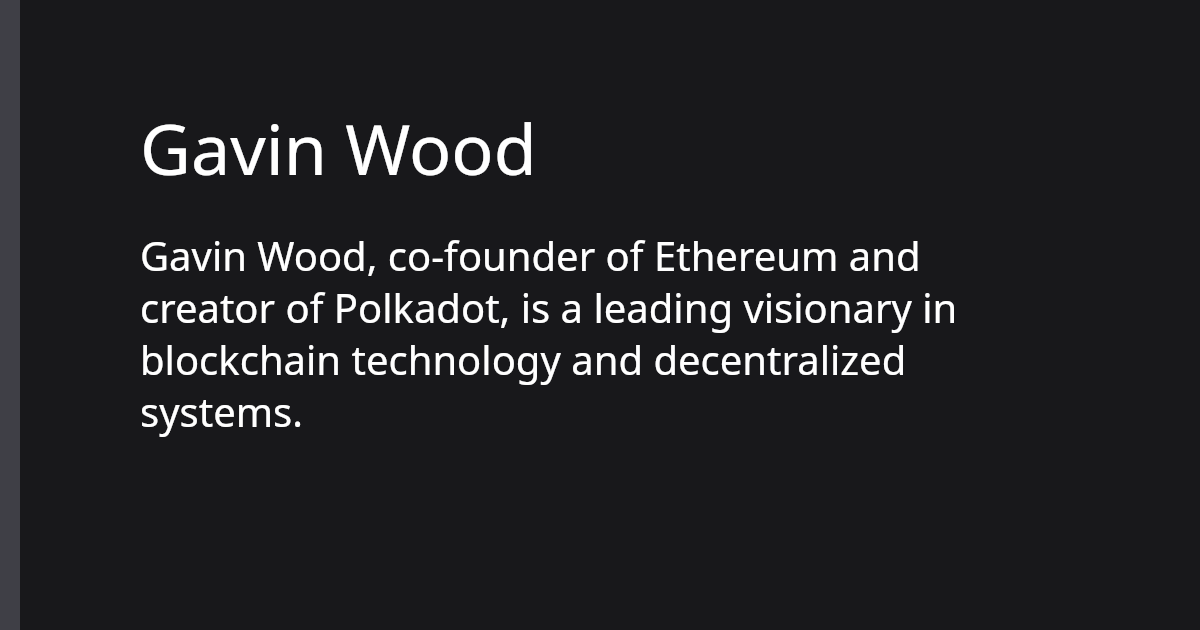 Gavin Wood
Gavin Wood, co-founder of Ethereum and
creator of Polkadot, is a leading visionary in
blockchain technology and decentralized
systems.